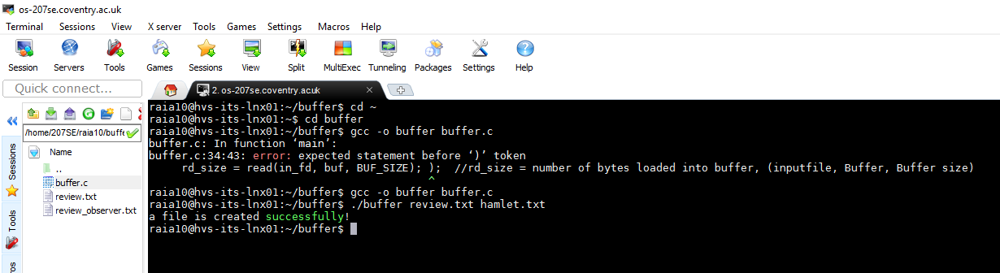 os-207se.coventry.ac.uk
Terminal Sessions View X server Tools Games Settings Macros Help
Session Servers Tools Games Sessions View Split MultiExec Tunneling Packages Settings Help
Quick connect...
2. os-207se.coventry.ac.uk
/home/207SE/raia10/buffe
Name
..
buffer.c
review.txt
review_observer.txt
Sessions
Tools
raia10@hvs-its-lnx01:~/buffer$ cd ~
raia10@hvs-its-lnx01:~$ cd buffer
raia10@hvs-its-lnx01:~/buffer$ gcc -o buffer buffer.c
buffer.c: In function ‘main’:
buffer.c:34:43: error: expected statement before ‘)’ token
rd_size = read(in_fd, buf, BUF_SIZE); ); //rd_size = number of bytes loaded into buffer, (inputfile, Buffer, Buffer size)
^
raia10@hvs-its-lnx01:~/buffer$ gcc -o buffer buffer.c
raia10@hvs-its-lnx01:~/buffer$ ./buffer review.txt hamlet.txt
a file is created successfully!
raia10@hvs-its-lnx01:~/buffer$